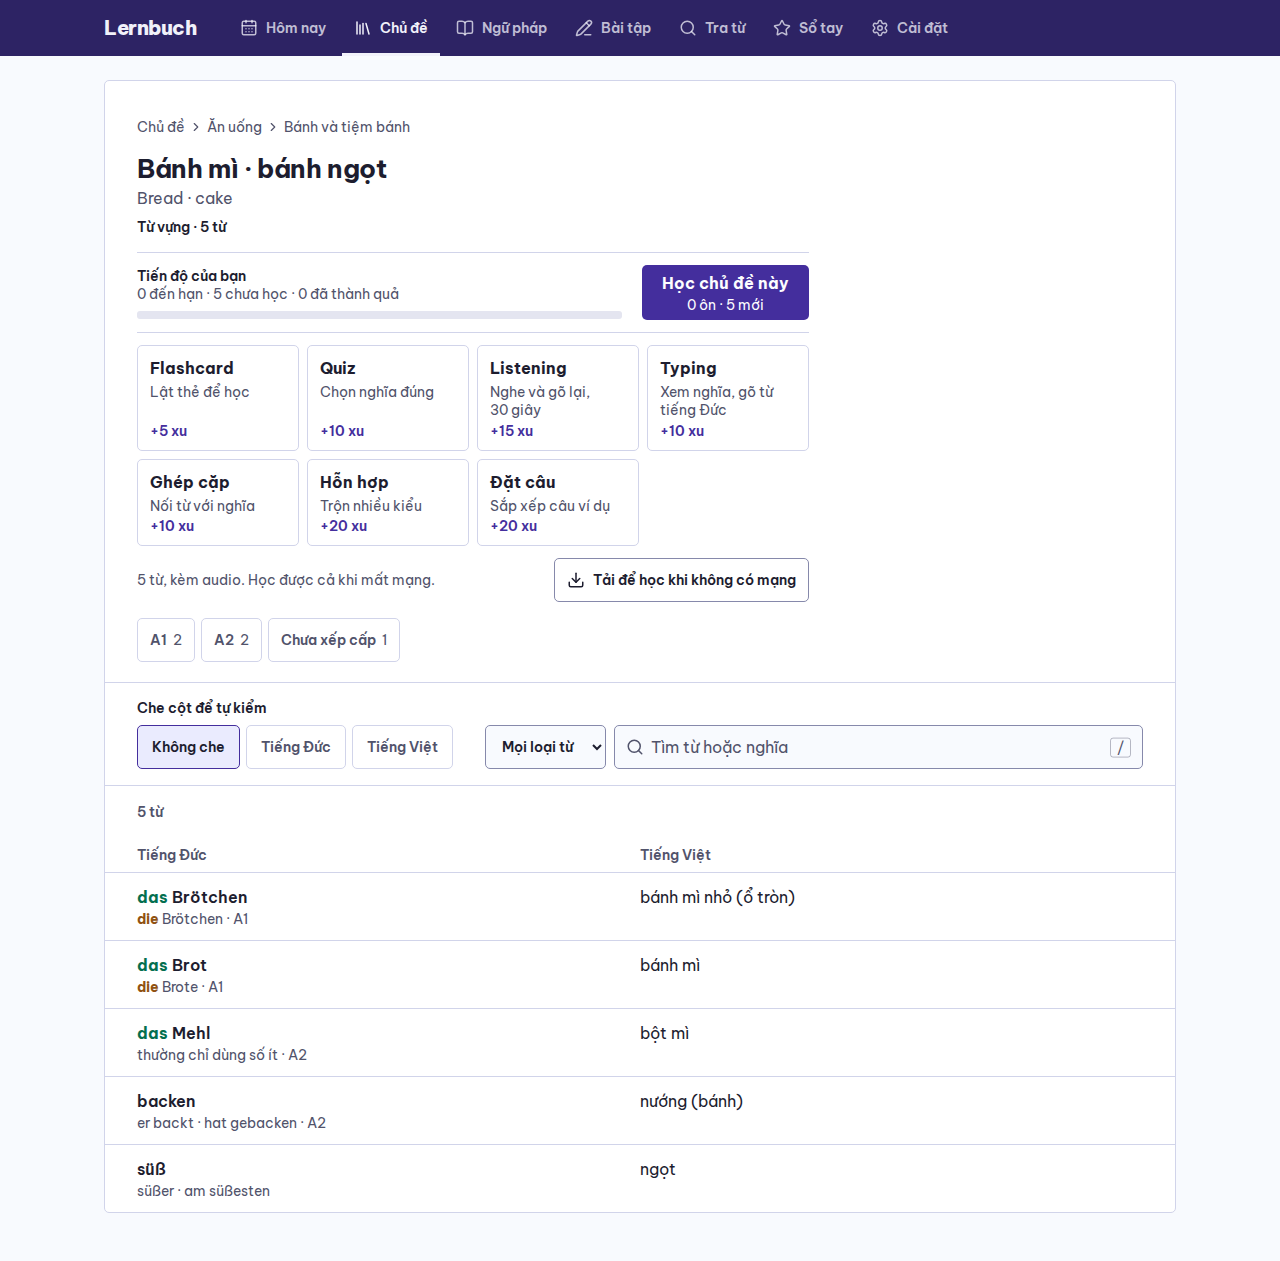 Lernbuch
Hôm nay
Chủ đề
Ngữ pháp
Bài tập
Tra từ
Sổ tay
Cài đặt
Chủ đề > Ăn uống > Bánh và tiệm bánh
Bánh mì · bánh ngọt
Bread · cake
Từ vựng · 5 từ
Tiến độ của bạn
0 đến hạn · 5 chưa học · 0 đã thành quả
Học chủ đề này
0 ôn · 5 mới
Flashcard
Lật thẻ để học
+5 xu
Quiz
Chọn nghĩa đúng
+10 xu
Listening
Nghe và gõ lại,
30 giây
+15 xu
Typing
Xem nghĩa, gõ từ
tiếng Đức
+10 xu
Ghép cặp
Nối từ với nghĩa
+10 xu
Hỗn hợp
Trộn nhiều kiểu
+20 xu
Đặt câu
Sắp xếp câu ví dụ
+20 xu
5 từ, kèm audio. Học được cả khi mất mạng.
Tải để học khi không có mạng
A1 2
A2 2
Chưa xếp cấp 1
Che cột để tự kiểm
Không che
Tiếng Đức
Tiếng Việt
Mọi loại từ
Tìm từ hoặc nghĩa
/
5 từ
Tiếng Đức
Tiếng Việt
das Brötchen
bánh mì nhỏ (ổ tròn)
die Brötchen · A1
das Brot
bánh mì
die Brote · A1
das Mehl
bột mì
thường chỉ dùng số ít · A2
backen
nướng (bánh)
er backt · hat gebacken · A2
süß
ngọt
süßer · am süßesten